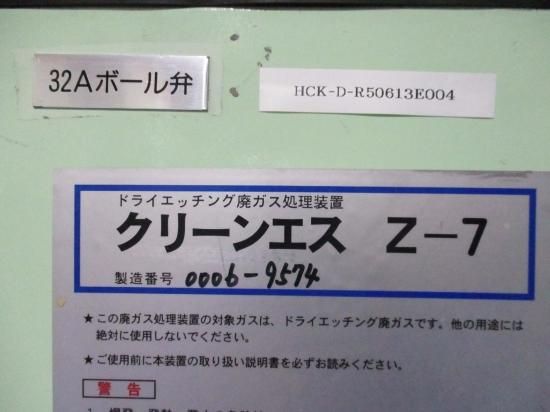 32Aボール弁
HCK-D-R50613E004
ドライエッチング廃ガス処理装置
クリーンエス Z-7
製造番号 0006-9574
★この廃ガス処理装置の対象ガスは、ドライエッチング廃ガスです。他の用途には
絶対に使用しないでください。
★ご使用前に本装置の取り扱い説明書を必ずお読みください。
警告